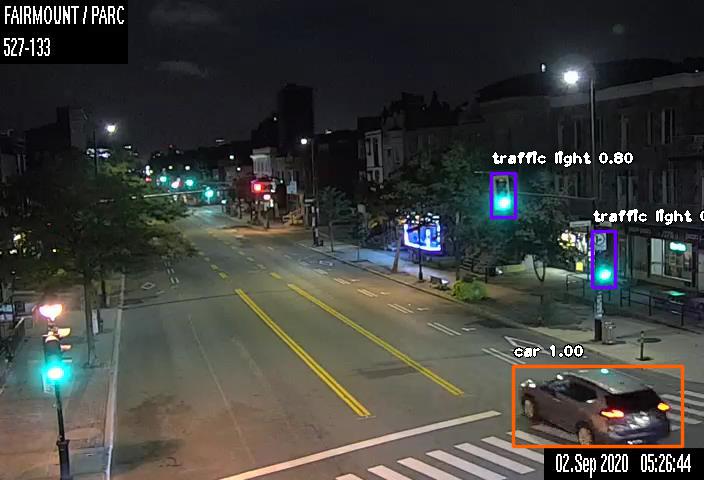 FAIRMOUNT / PARC
527-133
traffic light 0.80
traffic light 0
car 1.00
02.Sep 2020 05:26:44